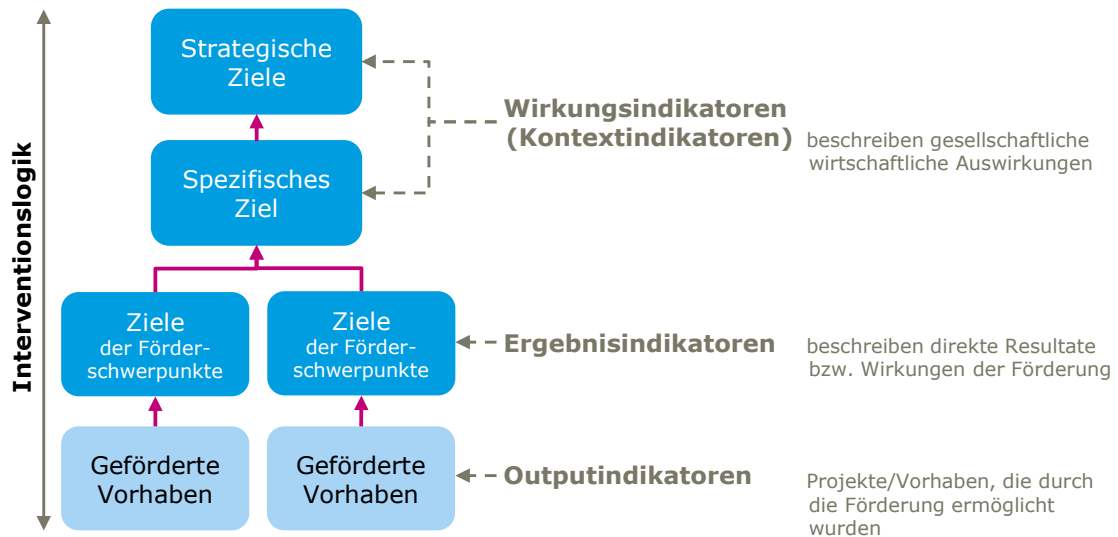 Interventionslogik
Strategische
Ziele
Wirkungsindikatoren
(Kontextindikatoren)
beschreiben gesellschaftliche
wirtschaftliche Auswirkungen
Spezifisches
Ziel
Ziele
der Förder-
schwerpunkte
Ziele
der Förder-
schwerpunkte
Ergebnisindikatoren
beschreiben direkte Resultate
bzw. Wirkungen der Förderung
Geförderte
Vorhaben
Geförderte
Vorhaben
Outputindikatoren
Projekte/Vorhaben, die durch
die Förderung ermöglicht
wurden